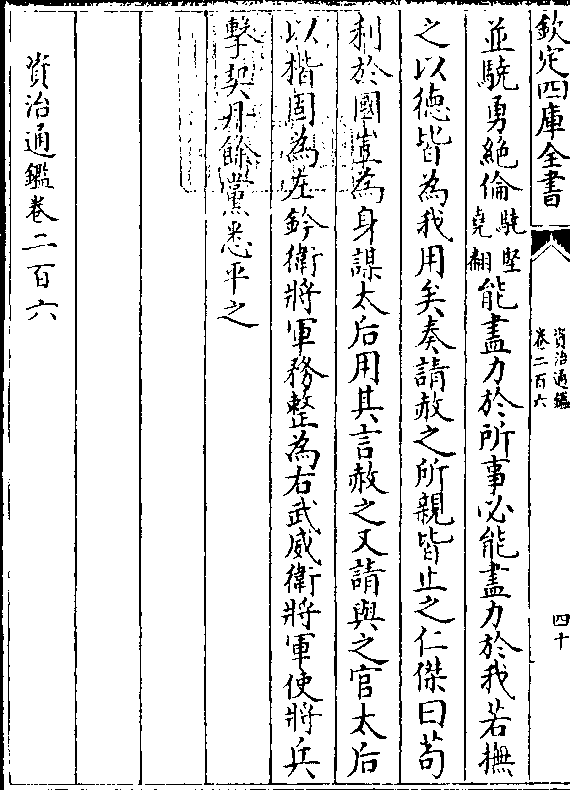 欽定四庫全書
資治通鑑
卷二百六
四十
並驍勇絶倫驍堅堯翻能盡力於所事必能盡力於我若撫
之以德皆為我用矣奏請赦之所親皆止之仁傑曰茍
利於國豈為身謀太后用其言赦之又請與之官太后
以楷固為左鈐衛將軍務整為右武威衛將軍使將兵
擊契丹餘黨悉平之
資治通鑑卷二百六